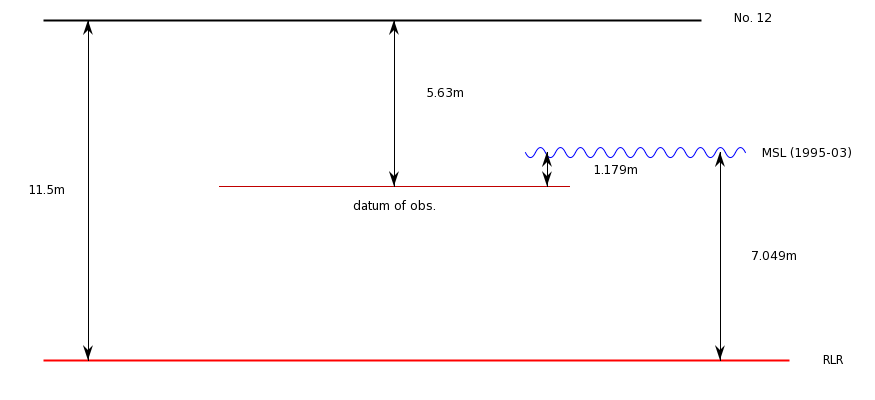 No. 12
5.63m
MSL (1995-03)
1.179m
11.5m
datum of obs.
7.049m
RLR